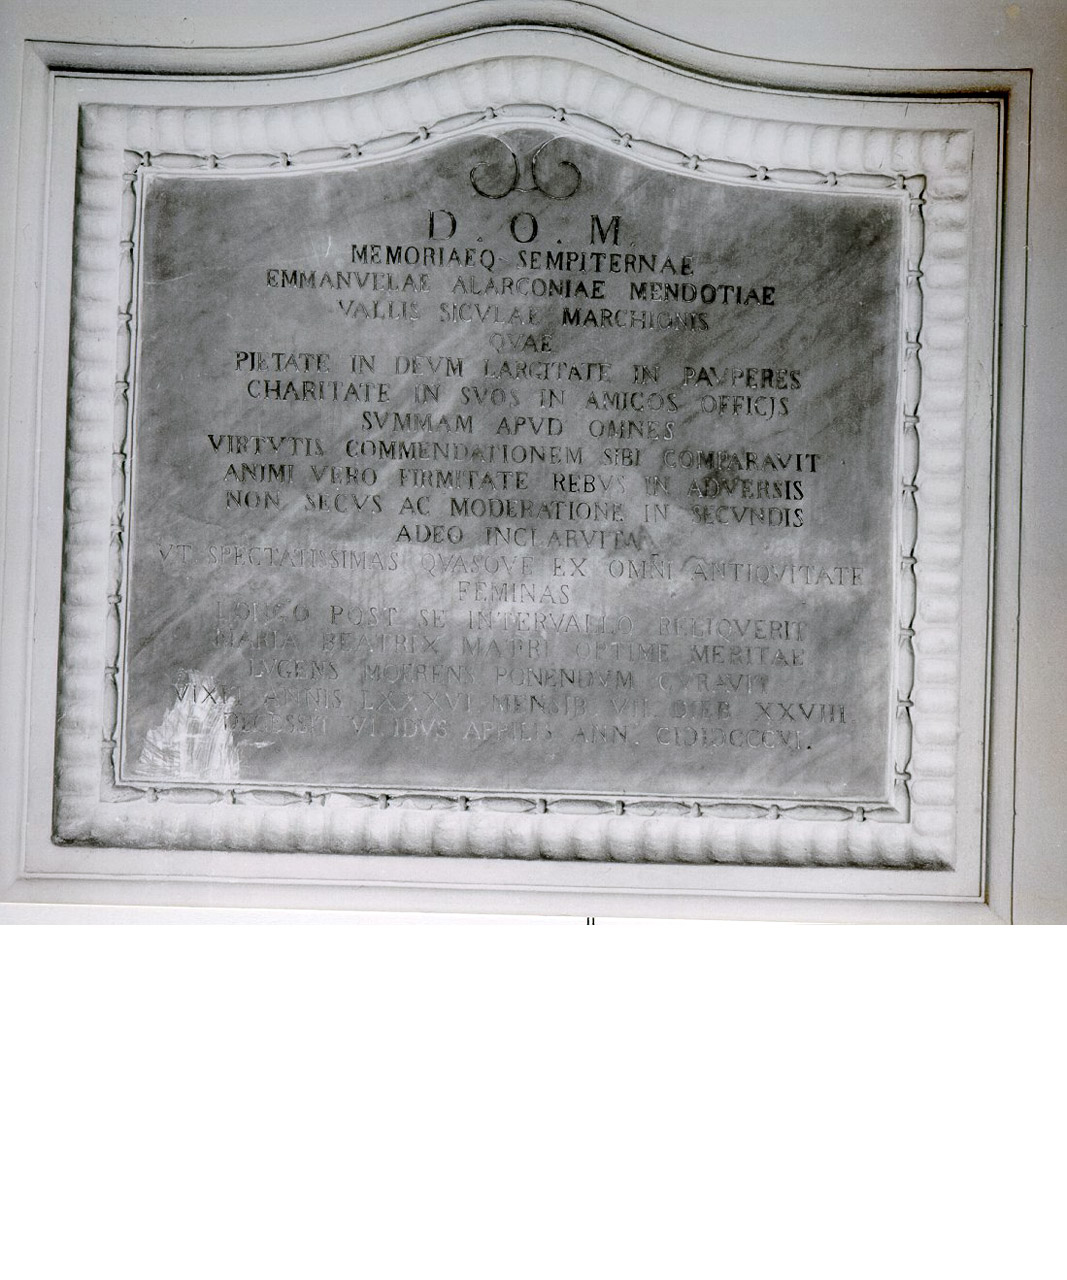 D. O. M.
MEMORIAEQ SEMPITERNAE
EMMANVELAE ALARCONIAE MENDOTIAE
VALLIS SICVLAE MARCHIONIS
QVAE
PIETATE IN DEVM LARGITATE IN PAVPERES
CHARITATE IN SVOS IN AMICOS OFFICIJS
SVMMAM APVD OMNES
VIRTVTIS COMMENDATIONEM SIBI COMPARAVIT
ANIMI VERO FIRMITATE REBVS IN ADVERSIS
NON SECVS AC MODERATIONE IN SECVNDIS
ADEO INCLARVIT
VT SPECTATISSIMAS QVASQVE EX OMNI ANTIQVITATE
FEMINAS
LONGO POST SE INTERVALLO RELIQVERIT
MARIA BEATRIX MATRI OPTIME MERITAE
LVGENS MOERENS PONENDVM CVRAVIT
VIXIT ANNIS LXXXVI MENSIB VII DIEB XXVIII
DECESSIT VI IDVS APRILIS ANN. CIƆIƆCCCVI.